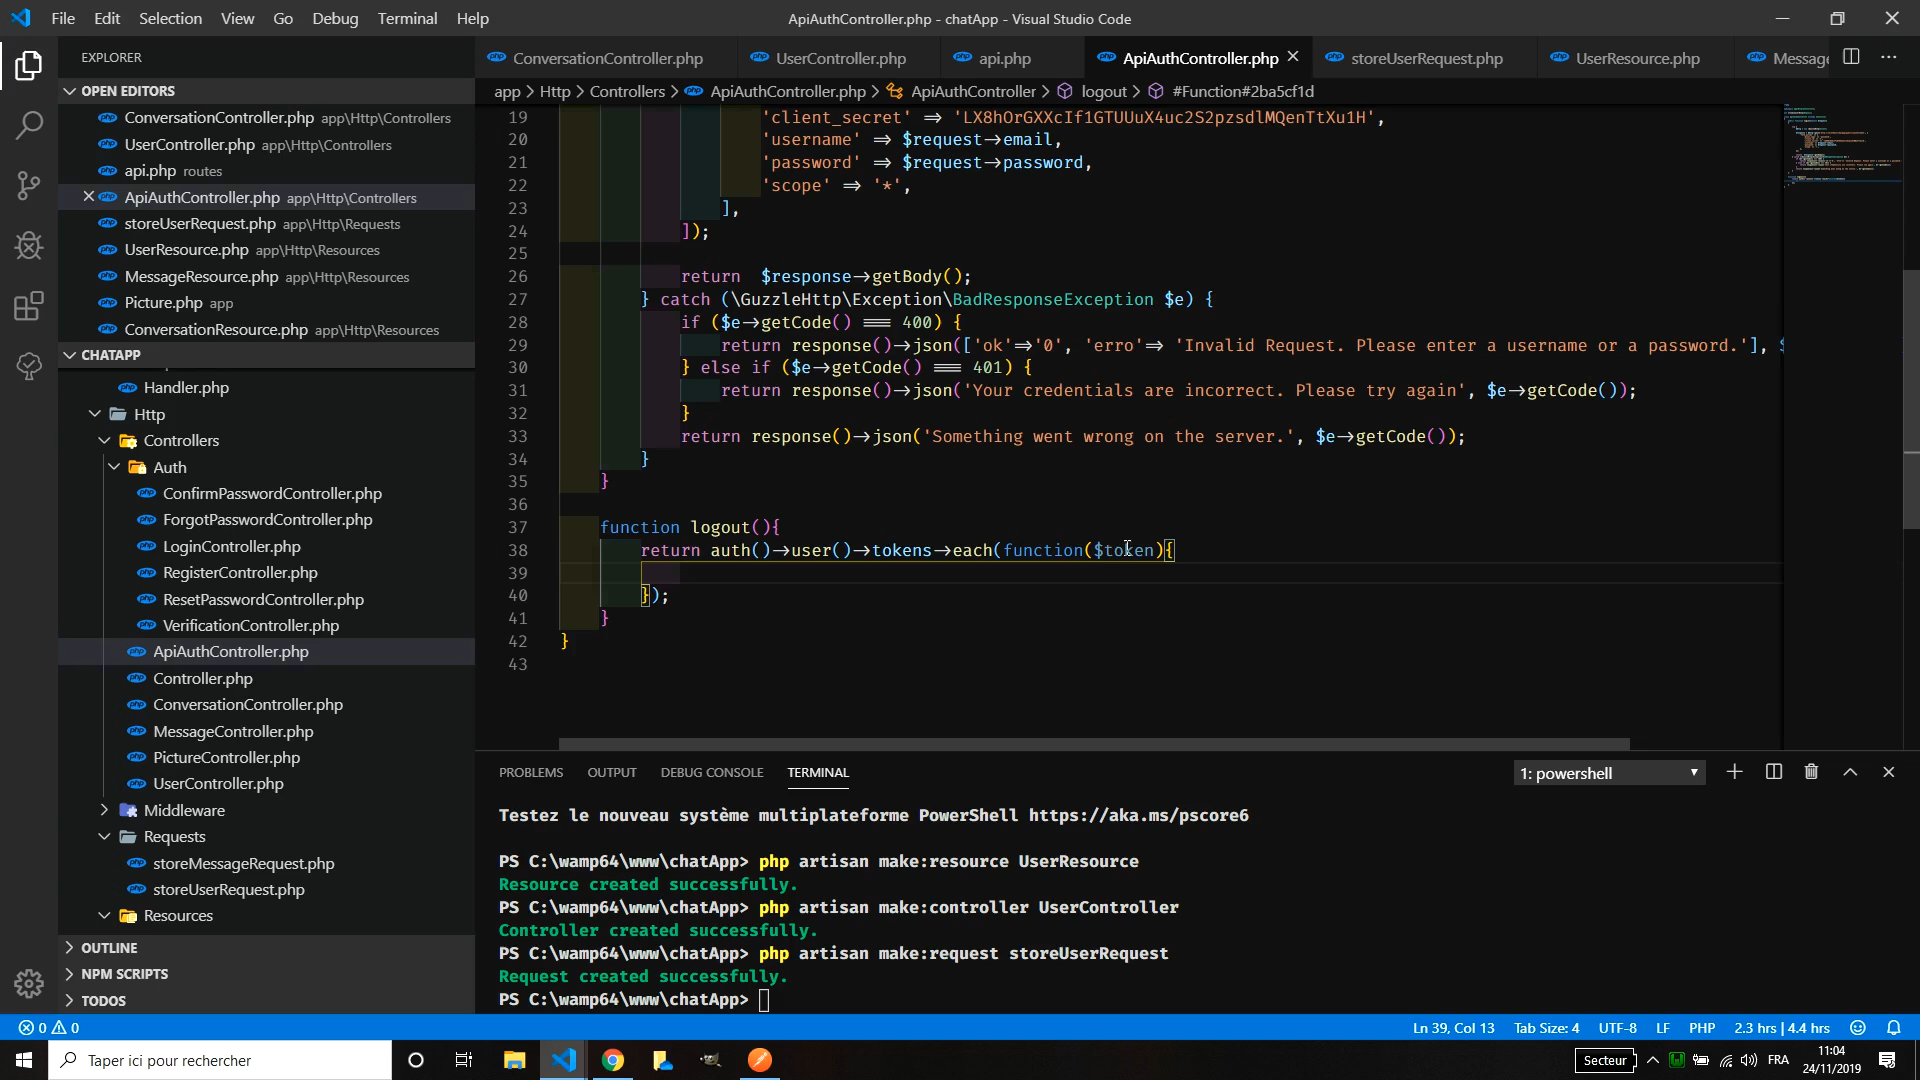 File Edit Selection View Go Debug Terminal Help
ApiAuthController.php - chatApp - Visual Studio Code
EXPLORER
ConversationController.php UserController.php api.php ApiAuthController.php storeUserRequest.php UserResource.php Message
OPEN EDITORS
app > Http > Controllers > ApiAuthController.php > ApiAuthController > logout > #Function#2ba5cf1d
ConversationController.php app\Http\Controllers
UserController.php app\Http\Controllers
api.php routes
ApiAuthController.php app\Http\Controllers
storeUserRequest.php app\Http\Requests
UserResource.php app\Http\Resources
MessageResource.php app\Http\Resources
Picture.php app
ConversationResource.php app\Http\Resources
CHATAPP
Handler.php
Http
Controllers
Auth
ConfirmPasswordController.php
ForgotPasswordController.php
LoginController.php
RegisterController.php
ResetPasswordController.php
VerificationController.php
ApiAuthController.php
Controller.php
ConversationController.php
MessageController.php
PictureController.php
UserController.php
Middleware
Requests
storeMessageRequest.php
storeUserRequest.php
Resources
OUTLINE
NPM SCRIPTS
TODOS
19 'client_secret' => 'LX8hOrGXXcIf1GTUUuX4uc2S2pzsdlMQenTtXu1H',
20 'username' => $request->email,
21 'password' => $request->password,
22 'scope' => '*',
23 ],
24 ]);
25
26 return  $response->getBody();
27 } catch (\GuzzleHttp\Exception\BadResponseException $e) {
28 if ($e->getCode() === 400) {
29 return response()->json(['ok'=>'0', 'erro'=> 'Invalid Request. Please enter a username or a password.'], $
30 } else if ($e->getCode() === 401) {
31 return response()->json('Your credentials are incorrect. Please try again', $e->getCode());
32 }
33 return response()->json('Something went wrong on the server.', $e->getCode());
34 }
35 }
36
37 function logout(){
38 return auth()->user()->tokens->each(function($token){
39
40 });
41 }
42 }
43
PROBLEMS OUTPUT DEBUG CONSOLE TERMINAL
1: powershell
Testez le nouveau système multiplateforme PowerShell https://aka.ms/pscore6
PS C:\wamp64\www\chatApp> php artisan make:resource UserResource
Resource created successfully.
PS C:\wamp64\www\chatApp> php artisan make:controller UserController
Controller created successfully.
PS C:\wamp64\www\chatApp> php artisan make:request storeUserRequest
Request created successfully.
PS C:\wamp64\www\chatApp>
0 0
Ln 39, Col 13 Tab Size: 4 UTF-8 LF PHP 2.3 hrs | 4.4 hrs
Taper ici pour rechercher
Secteur
FRA
11:04
24/11/2019